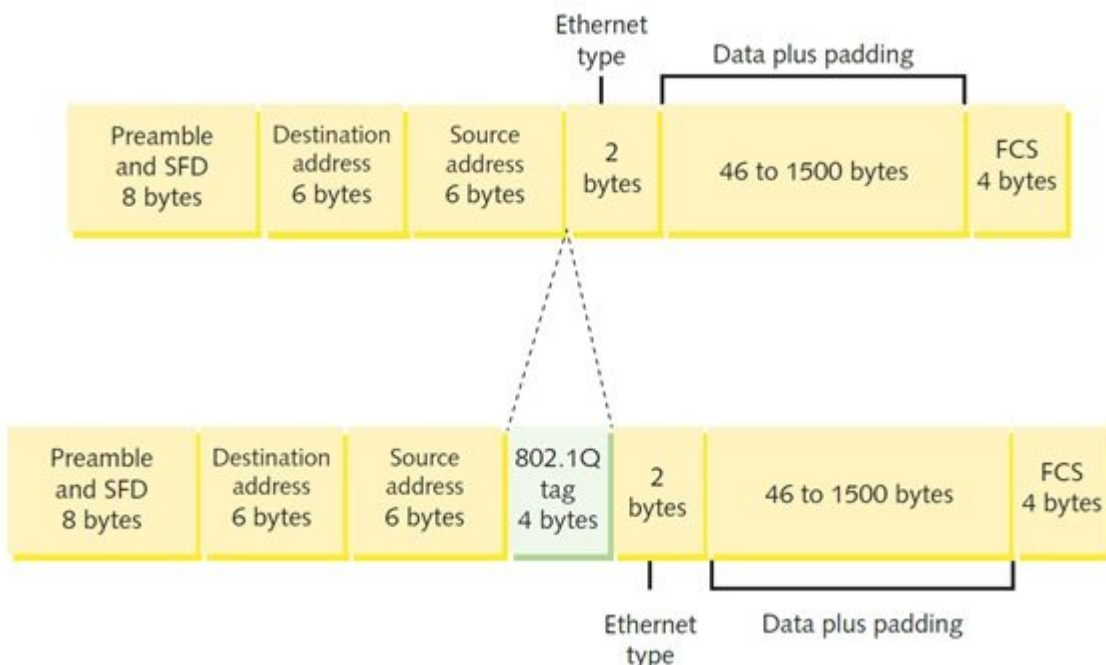 Ethernet
type
Data plus padding
Preamble
and SFD
8 bytes
Destination
address
6 bytes
Source
address
6 bytes
2
bytes
46 to 1500 bytes
FCS
4 bytes
Preamble
and SFD
8 bytes
Destination
address
6 bytes
Source
address
6 bytes
802.1Q
tag
4 bytes
2
bytes
46 to 1500 bytes
FCS
4 bytes
Ethernet
type
Data plus padding